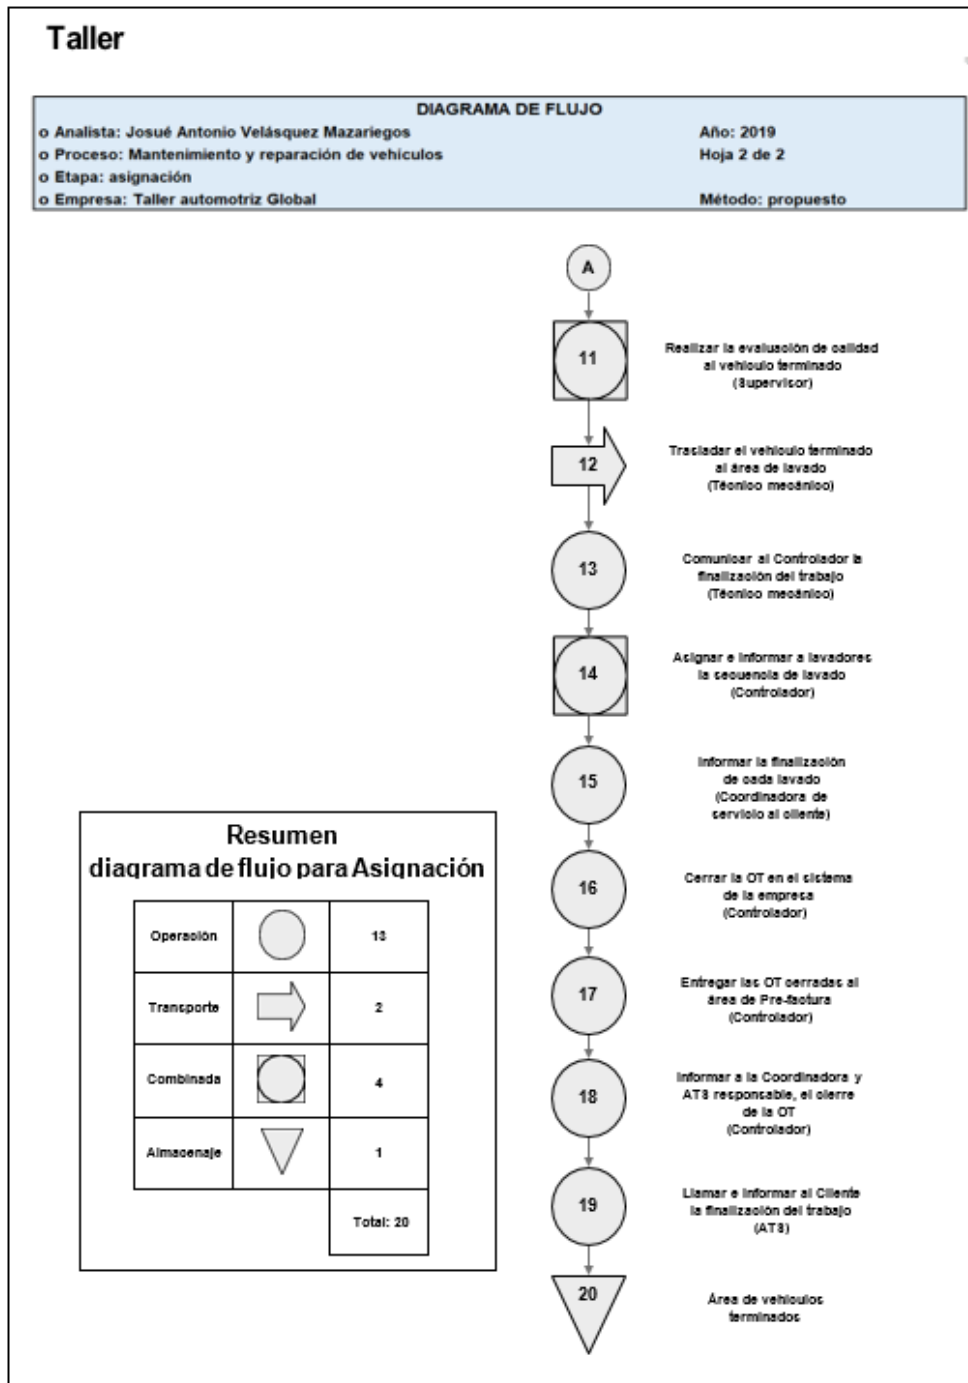 Taller
DIAGRAMA DE FLUJO
o Analista: Josué Antonio Velásquez Mazariegos
Año: 2019
o Proceso: Mantenimiento y reparación de vehículos
Hoja 2 de 2
o Etapa: asignación
o Empresa: Taller automotriz Global
Método: propuesto
A
11
Realizar la evaluación de calidad
al vehículo terminado
(Supervisor)
12
Trasladar el vehículo terminado
al área de lavado
(Técnico mecánico)
13
Comunicar al Controlador la
finalización del trabajo
(Técnico mecánico)
14
Asignar e informar a lavadores
la secuencia de lavado
(Controlador)
15
Informar la finalización
de cada lavado
(Coordinadora de
servicio al cliente)
16
Cerrar la OT en el sistema
de la empresa
(Controlador)
17
Entregar las OT cerradas al
área de Pre-factura
(Controlador)
18
Informar a la Coordinadora y
ATS responsable, el cierre
de la OT
(Controlador)
19
Llamar e informar al Cliente
la finalización del trabajo
(ATS)
20
Área de vehículos
terminados
Resumen
diagrama de flujo para Asignación
Operación
13
Transporte
2
Combinada
4
Almacenaje
1
Total: 20